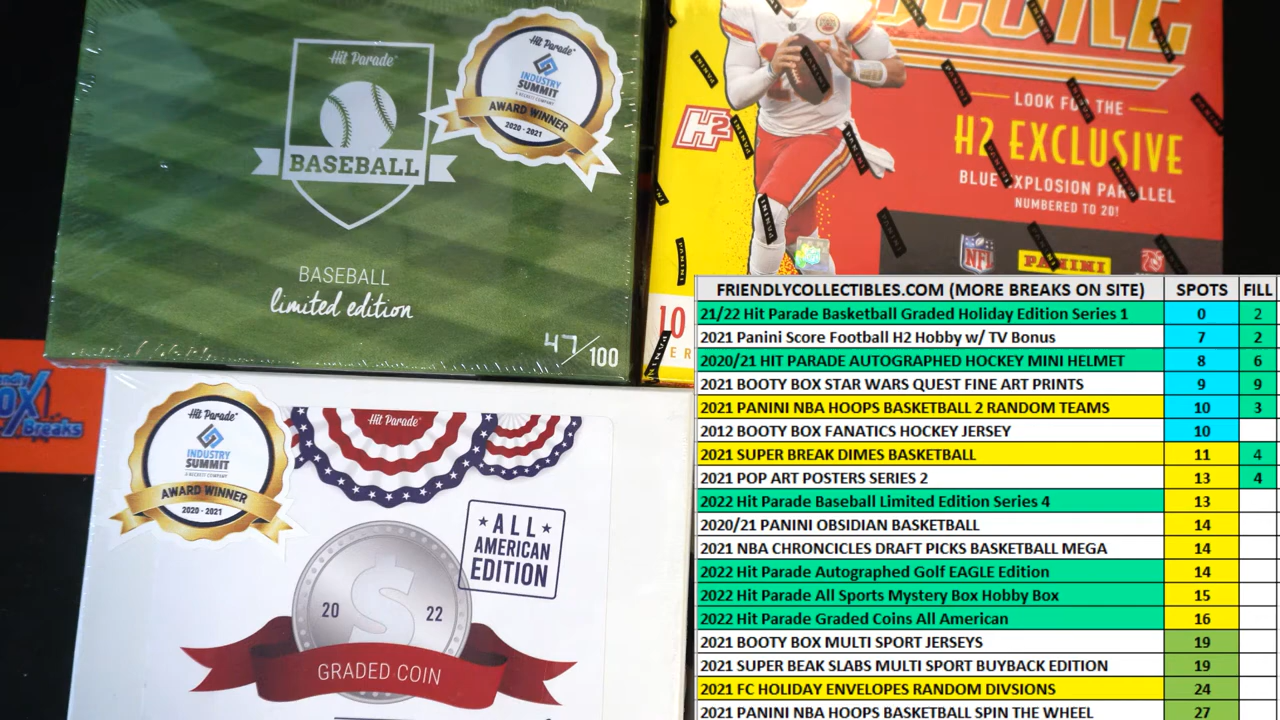 Hit Parade
BASEBALL
BASEBALL
limited edition
47/100
Hit Parade
INDUSTRY
SUMMIT
AWARD WINNER
2020 - 2021
SCORE
LOOK FOR THE
H2 EXCLUSIVE
BLUE EXPLOSION PARALLEL
NUMBERED TO 20!
H2
NFL
PANINI
10
Breaks
Hit Parade
INDUSTRY
SUMMIT
AWARD WINNER
2020 - 2021
Hit Parade
ALL
AMERICAN
EDITION
20 $ 22
GRADED COIN
FRIENDLYCOLLECTIBLES.COM (MORE BREAKS ON SITE) SPOTS FILL
21/22 Hit Parade Basketball Graded Holiday Edition Series 1 0 2
2021 Panini Score Football H2 Hobby w/ TV Bonus 7 2
2020/21 HIT PARADE AUTOGRAPHED HOCKEY MINI HELMET 8 6
2021 BOOTY BOX STAR WARS QUEST FINE ART PRINTS 9 9
2021 PANINI NBA HOOPS BASKETBALL 2 RANDOM TEAMS 10 3
2012 BOOTY BOX FANATICS HOCKEY JERSEY 10
2021 SUPER BREAK DIMES BASKETBALL 11 4
2021 POP ART POSTERS SERIES 2 13 4
2022 Hit Parade Baseball Limited Edition Series 4 13
2020/21 PANINI OBSIDIAN BASKETBALL 14
2021 NBA CHRONCICLES DRAFT PICKS BASKETBALL MEGA 14
2022 Hit Parade Autographed Golf EAGLE Edition 14
2022 Hit Parade All Sports Mystery Box Hobby Box 15
2022 Hit Parade Graded Coins All American 16
2021 BOOTY BOX MULTI SPORT JERSEYS 19
2021 SUPER BEAK SLABS MULTI SPORT BUYBACK EDITION 19
2021 FC HOLIDAY ENVELOPES RANDOM DIVSIONS 24
2021 PANINI NBA HOOPS BASKETBALL SPIN THE WHEEL 27